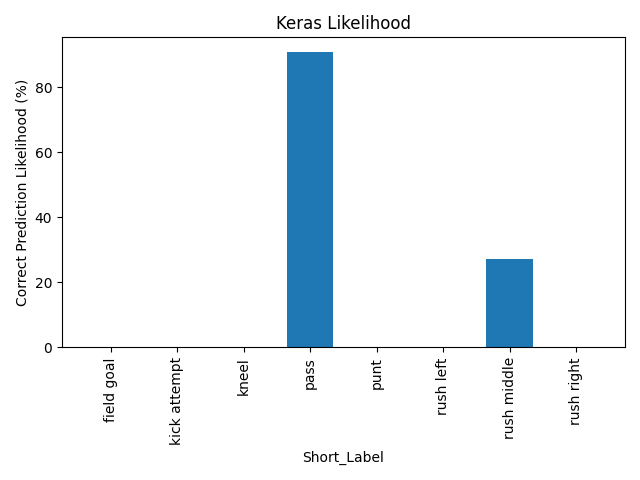 Keras Likelihood
Correct Prediction Likelihood (%)
80
60
40
20
0
field goal
kick attempt
kneel
pass
punt
rush left
rush middle
rush right
Short_Label